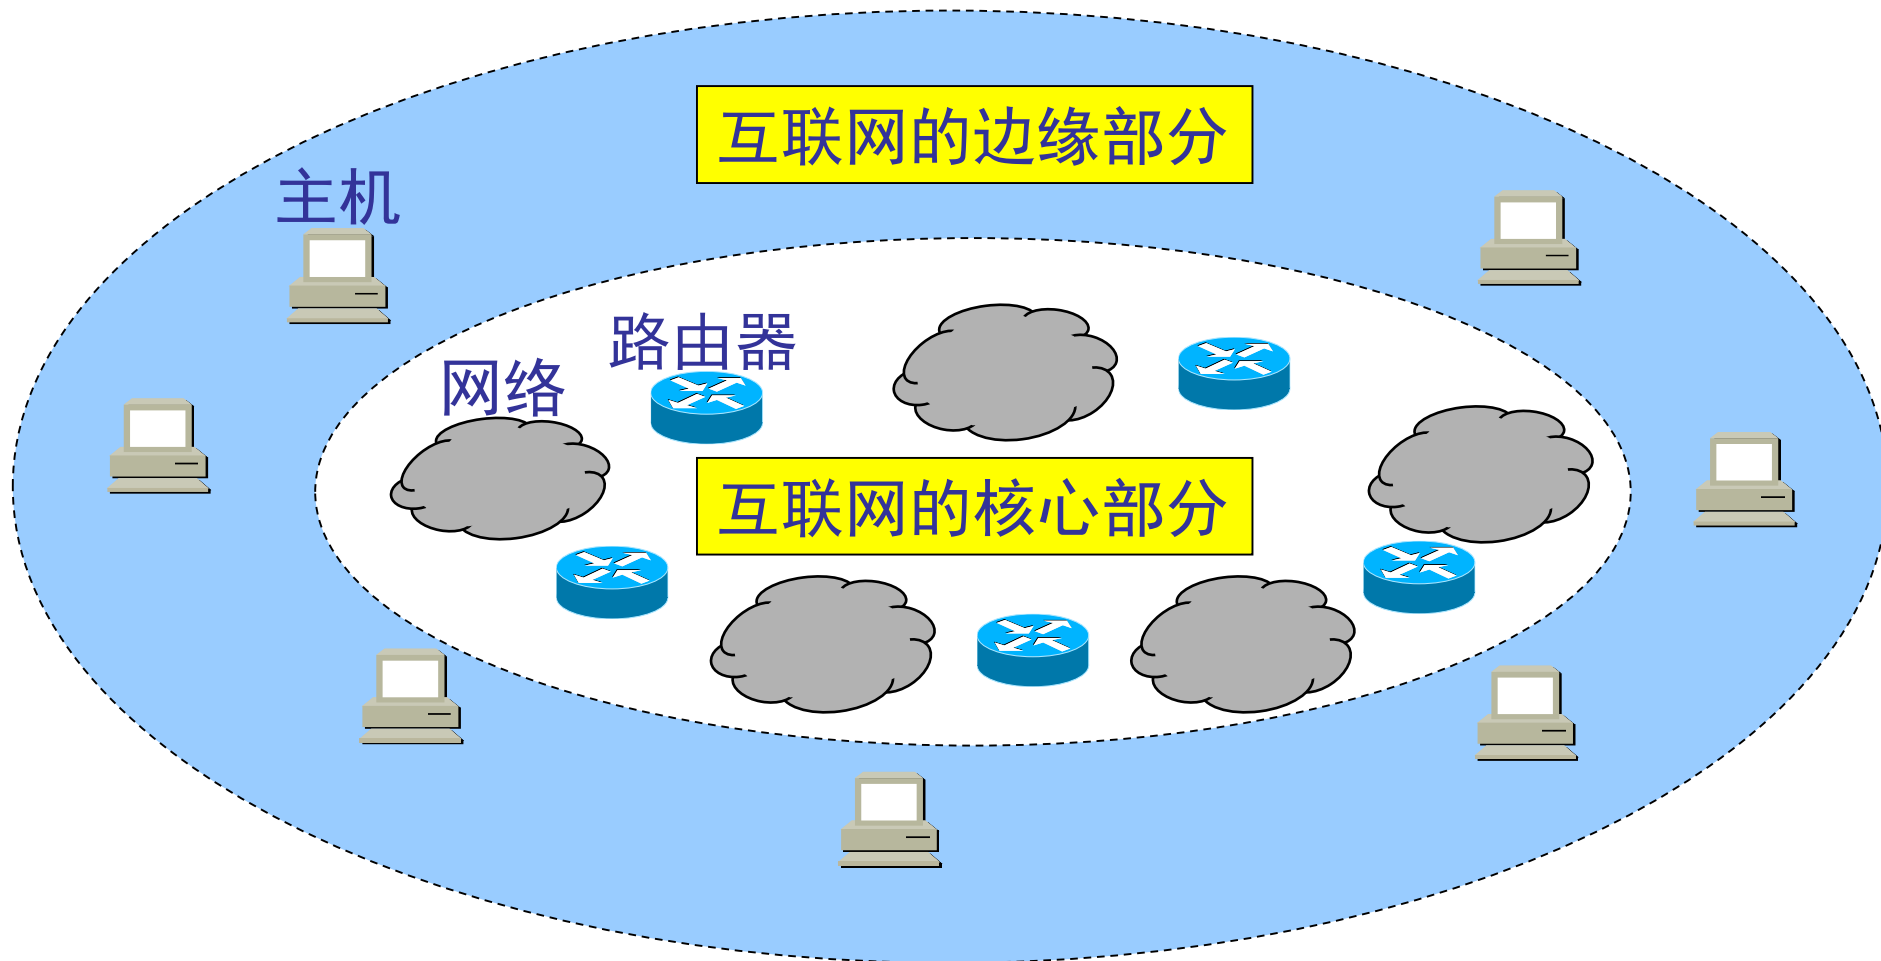 互联网的边缘部分
主机
路由器
网络
互联网的核心部分